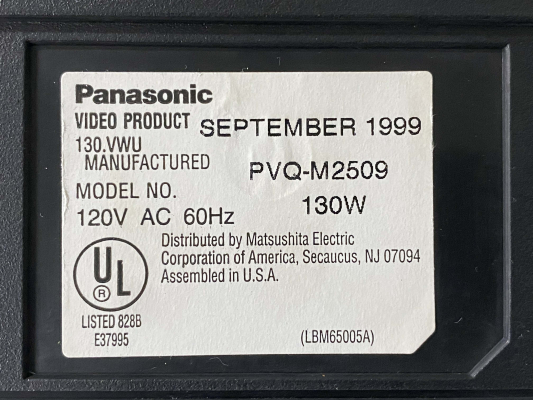 Panasonic
VIDEO PRODUCT SEPTEMBER 1999
130.VWU
MANUFACTURED
PVQ-M2509
MODEL NO.
130W
120V AC 60Hz
Distributed by Matsushita Electric
Corporation of America, Secaucus, NJ 07094
Assembled in U.S.A.
UL
®
LISTED 828B
E37995
(LBM65005A)